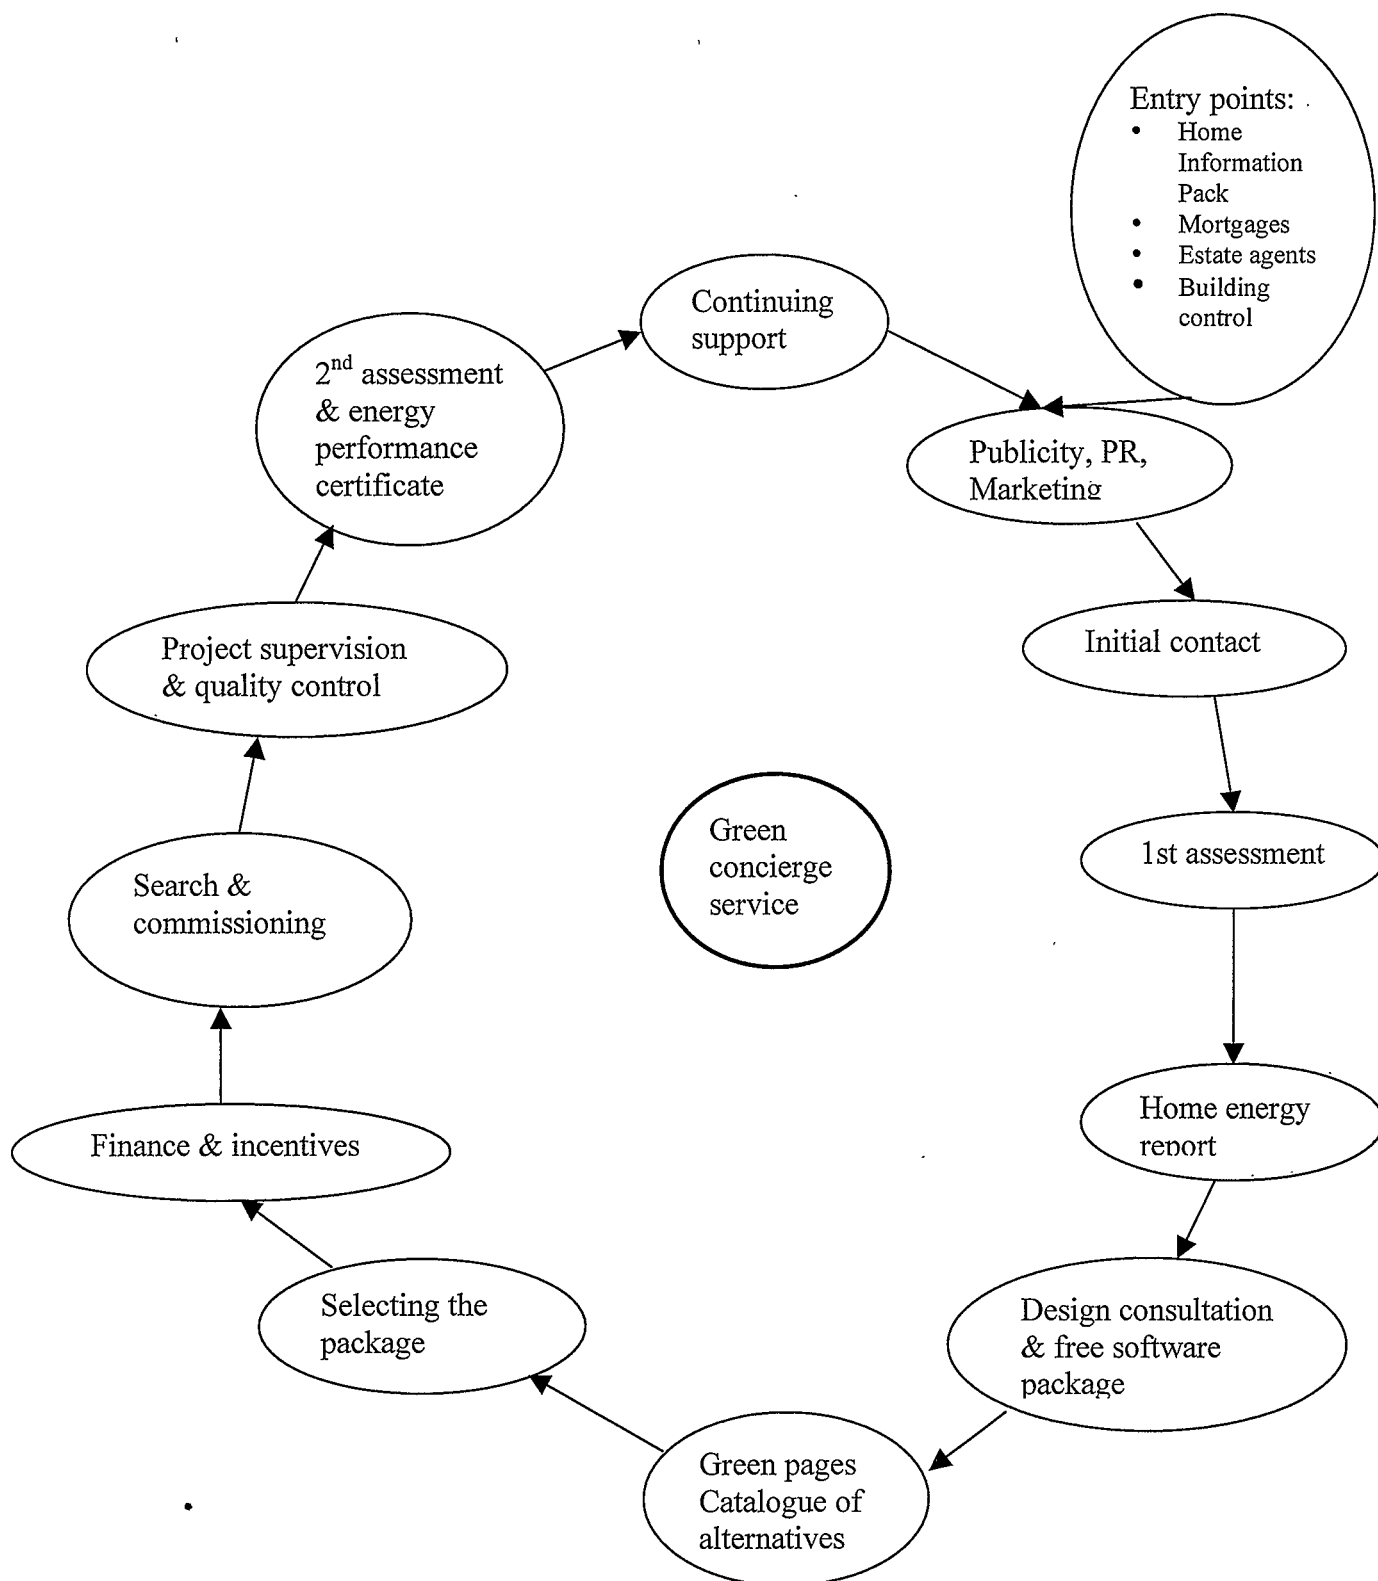 Entry points:
• Home
Information
Pack
• Mortgages
• Estate agents
• Building
control
Continuing
support
2nd assessment
& energy
performance
certificate
Publicity, PR,
Marketing
Project supervision
& quality control
Initial contact
Green
concierge
service
1st assessment
Search &
commissioning
Home energy
report
Finance & incentives
Selecting the
package
Design consultation
& free software
package
Green pages
Catalogue of
alternatives